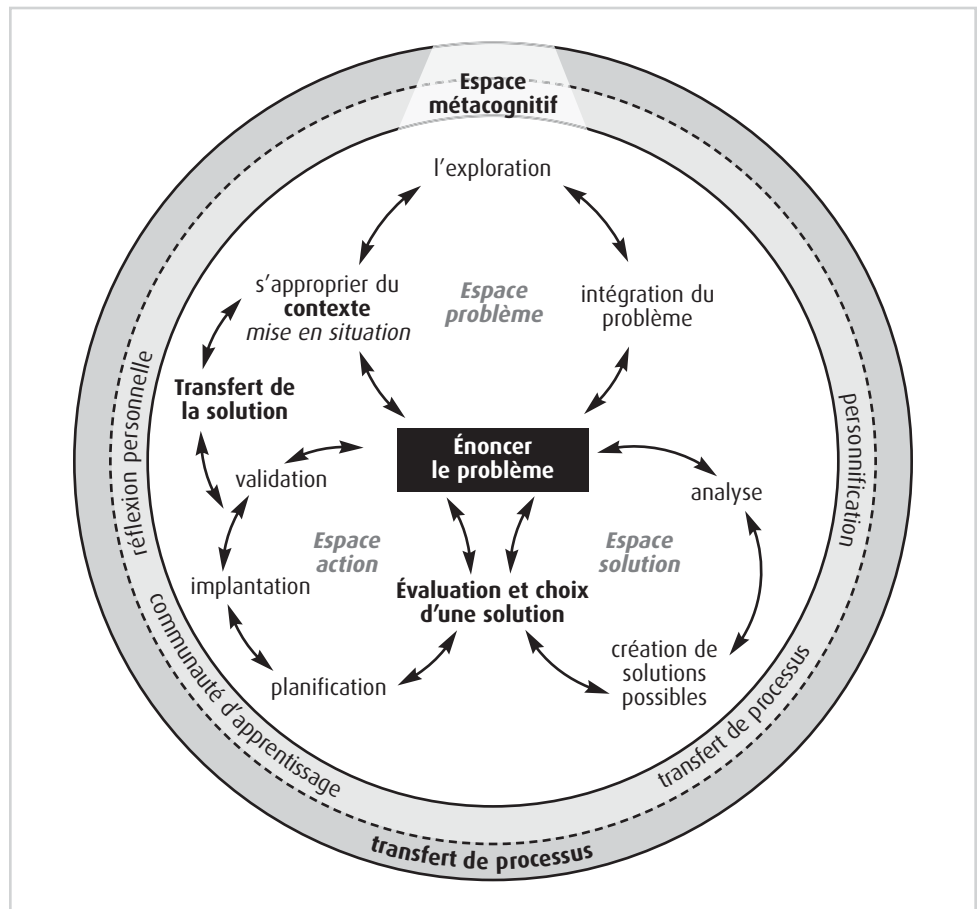 Espace
métacognitif
l'exploration
s'approprier du
contexte
mise en situation
Espace
problème
intégration du
problème
Transfert de
la solution
Énoncer
le problème
validation
analyse
Espace
action
Espace
solution
implantation
Évaluation et choix
d'une solution
planification
création de
solutions
possibles
réflexion personnelle
communauté d'apprentissage
personnification
transfert de processus
transfert de processus